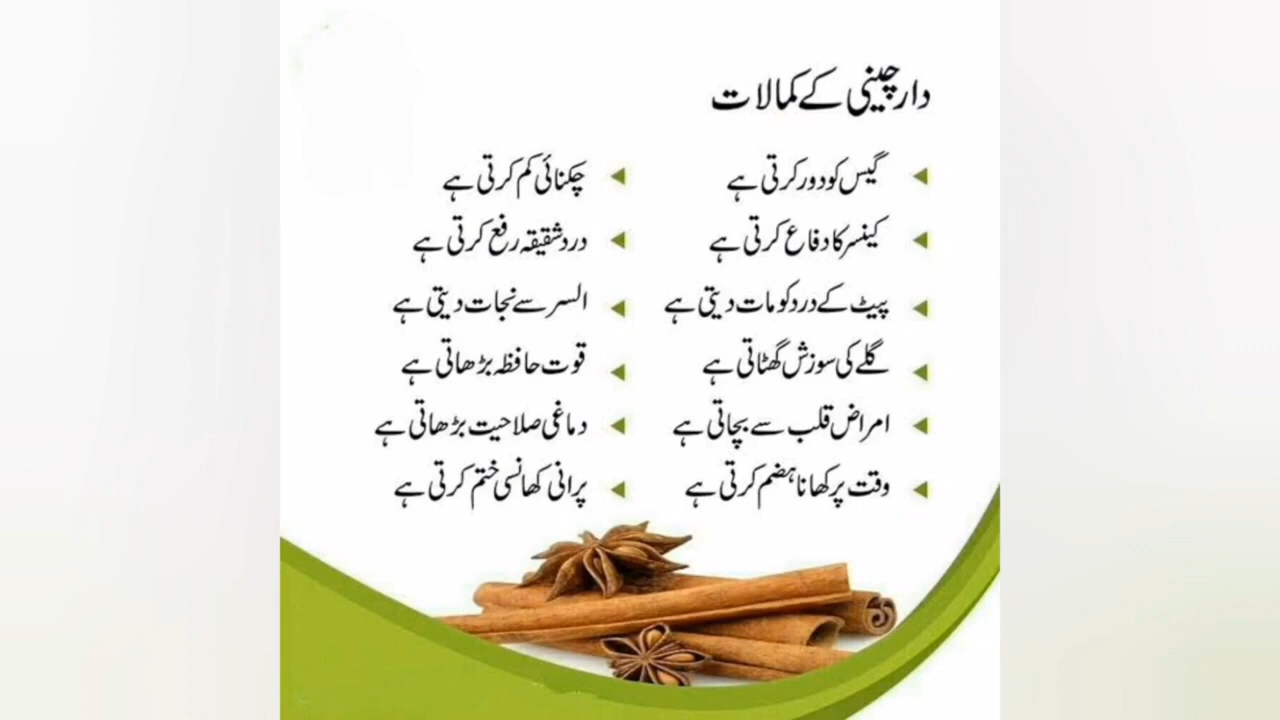 دار چینی کے کمالات
گیس کو دور کرتی ہے
کینسر کا دفاع کرتی ہے
پیٹ کے درد کو مات دیتی ہے
گلے کی سوزش گھٹاتی ہے
امراض قلب سے بچاتی ہے
وقت پر کھانا ہضم کرتی ہے
چکنائی کم کرتی ہے
درد شقیقہ رفع کرتی ہے
السر سے نجات دیتی ہے
قوت حافظہ بڑھاتی ہے
دماغی صلاحیت بڑھاتی ہے
پرانی کھانسی ختم کرتی ہے